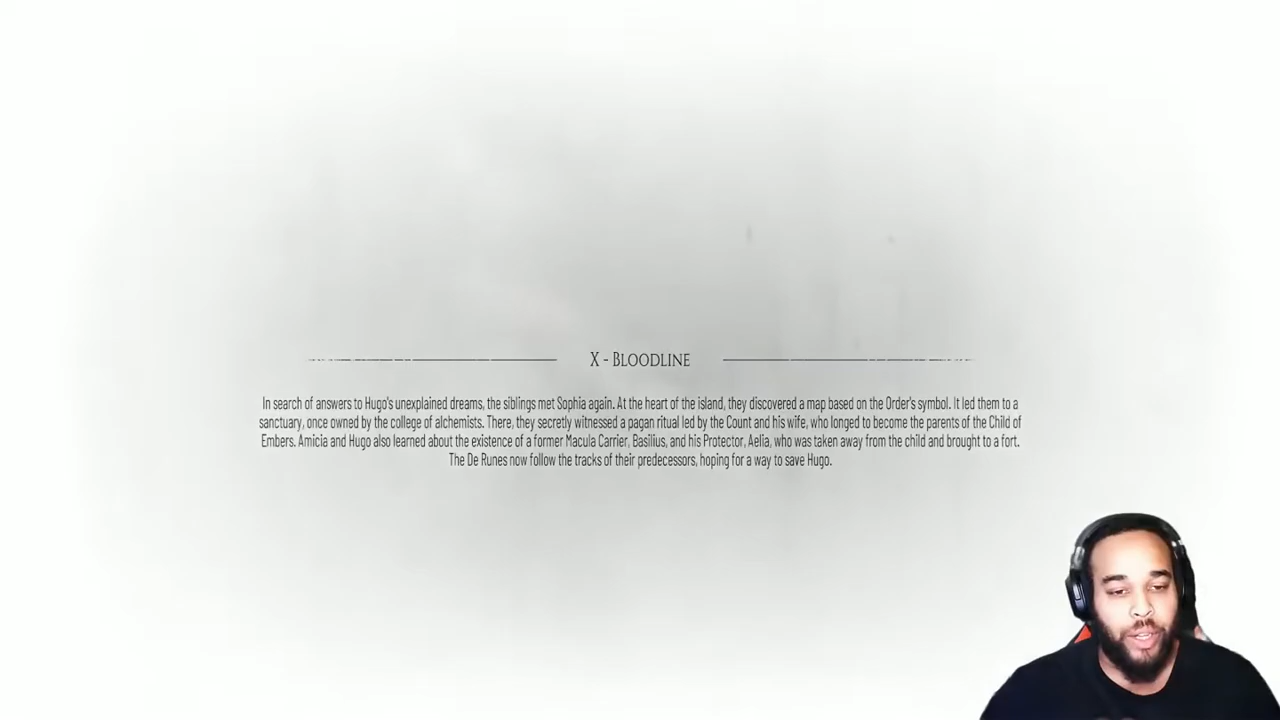 X - Bloodline
In search of answers to Hugo's unexplained dreams, the siblings met Sophia again. At the heart of the island, they discovered a map based on the Order's symbol. It led them to a
sanctuary, once owned by the college of alchemists. There, they secretly witnessed a pagan ritual led by the Count and his wife, who longed to become the parents of the Child of
Embers. Amicia and Hugo also learned about the existence of a former Macula Carrier, Basilius, and his Protector, Aelia, who was taken away from the child and brought to a fort.
The De Runes now follow the tracks of their predecessors, hoping for a way to save Hugo.